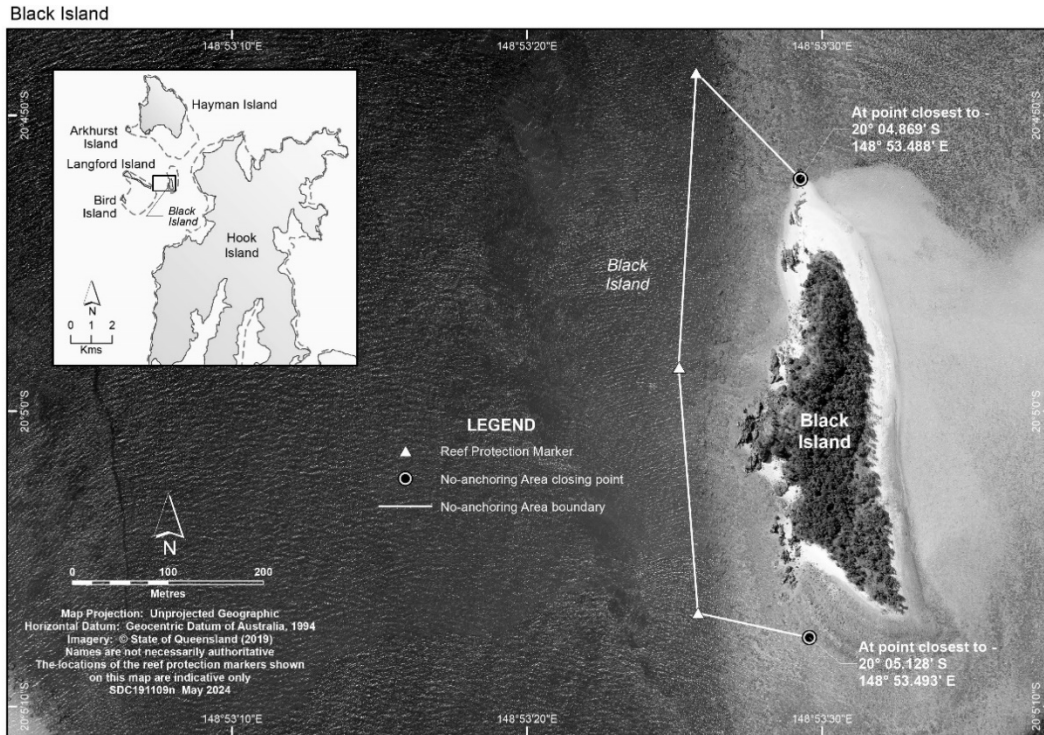 Black Island
148°53'10"E
148°53'20"E
148°53'30"E
20°4'50"S
20°4'50"S
Hayman Island
Arkhurst
Island
Langford Island
Bird
Island
Black
Island
Hook
Island
N
0 1 2
Kms
At point closest to -
20° 04.869' S
148° 53.488' E
Black
Island
20°5'0"S
20°5'0"S
Black
Island
LEGEND
Reef Protection Marker
No-anchoring Area closing point
No-anchoring Area boundary
N
0 100 200
Metres
Map Projection: Unprojected Geographic
Horizontal Datum: Geocentric Datum of Australia, 1994
Imagery: © State of Queensland (2019)
Names are not necessarily authoritative
The locations of the reef protection markers shown
on this map are indicative only
SDC191109n May 2024
At point closest to -
20° 05.128' S
148° 53.493' E
20°5'10"S
20°5'10"S
148°53'10"E
148°53'20"E
148°53'30"E